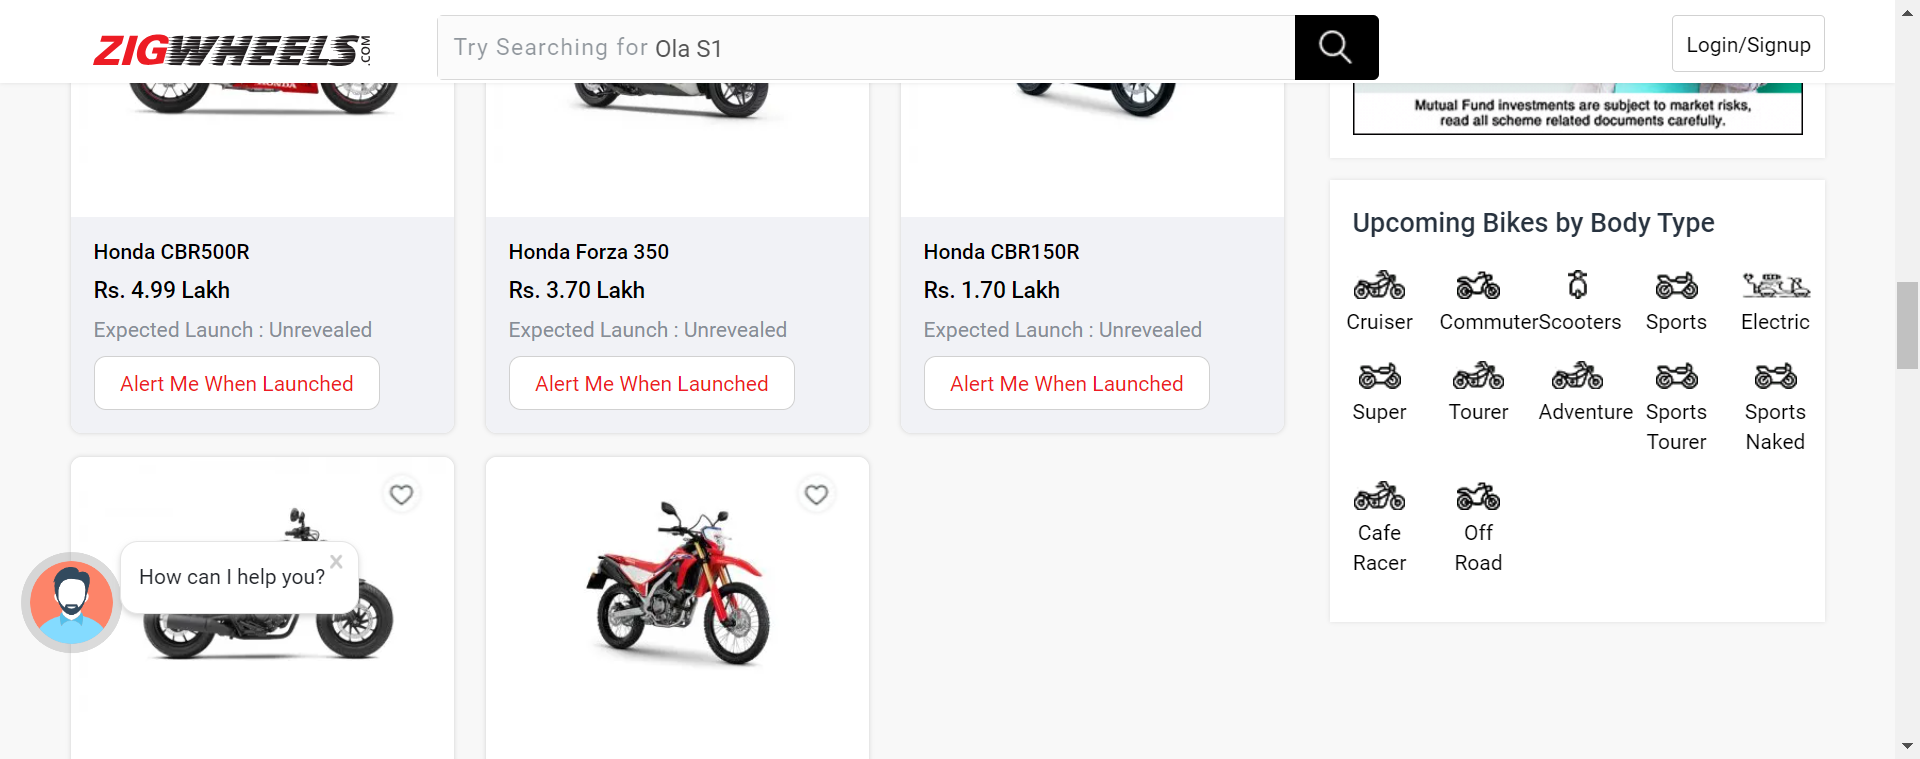 ZIGWHEELS.COM
Try Searching for Ola S1
Login/Signup
HONDA
Mutual Fund investments are subject to market risks,
read all scheme related documents carefully.
Honda CBR500R
Rs. 4.99 Lakh
Expected Launch : Unrevealed
Alert Me When Launched
Honda Forza 350
Rs. 3.70 Lakh
Expected Launch : Unrevealed
Alert Me When Launched
Honda CBR150R
Rs. 1.70 Lakh
Expected Launch : Unrevealed
Alert Me When Launched
Upcoming Bikes by Body Type
Cruiser
Commuter
Scooters
Sports
Electric
Super
Tourer
Adventure
Sports
Tourer
Sports
Naked
Cafe
Racer
Off
Road
How can I help you?